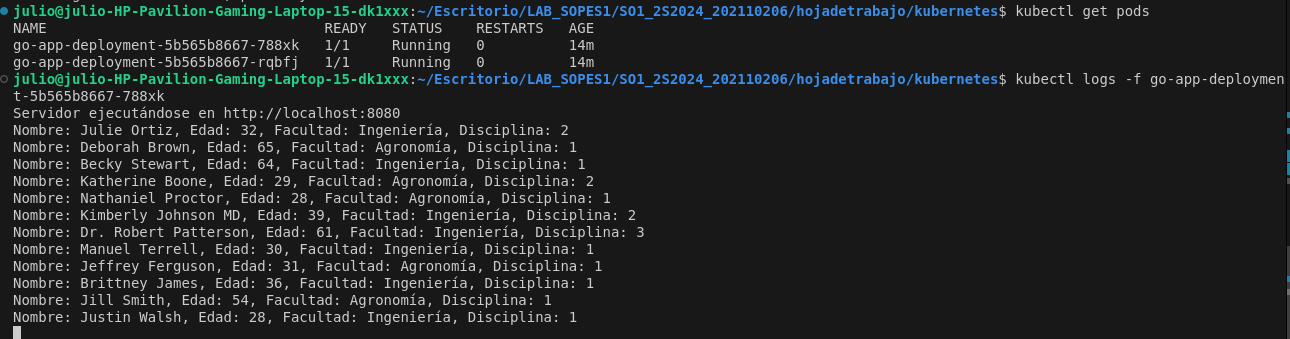 julio@julio-HP-Pavilion-Gaming-Laptop-15-dk1xxx:~/Escritorio/LAB_SOPES1/SO1_2S2024_202110206/hojadetrabajo/kubernetes$ kubectl get pods
NAME                                 READY   STATUS    RESTARTS   AGE
go-app-deployment-5b565b8667-788xk   1/1     Running   0          14m
go-app-deployment-5b565b8667-rqbfj   1/1     Running   0          14m
julio@julio-HP-Pavilion-Gaming-Laptop-15-dk1xxx:~/Escritorio/LAB_SOPES1/SO1_2S2024_202110206/hojadetrabajo/kubernetes$ kubectl logs -f go-app-deploymen
t-5b565b8667-788xk
Servidor ejecutándose en http://localhost:8080
Nombre: Julie Ortiz, Edad: 32, Facultad: Ingeniería, Disciplina: 2
Nombre: Deborah Brown, Edad: 65, Facultad: Agronomía, Disciplina: 1
Nombre: Becky Stewart, Edad: 64, Facultad: Ingeniería, Disciplina: 1
Nombre: Katherine Boone, Edad: 29, Facultad: Agronomía, Disciplina: 2
Nombre: Nathaniel Proctor, Edad: 28, Facultad: Agronomía, Disciplina: 1
Nombre: Kimberly Johnson MD, Edad: 39, Facultad: Ingeniería, Disciplina: 2
Nombre: Dr. Robert Patterson, Edad: 61, Facultad: Ingeniería, Disciplina: 3
Nombre: Manuel Terrell, Edad: 30, Facultad: Ingeniería, Disciplina: 1
Nombre: Jeffrey Ferguson, Edad: 31, Facultad: Agronomía, Disciplina: 1
Nombre: Brittney James, Edad: 36, Facultad: Ingeniería, Disciplina: 1
Nombre: Jill Smith, Edad: 54, Facultad: Agronomía, Disciplina: 1
Nombre: Justin Walsh, Edad: 28, Facultad: Ingeniería, Disciplina: 1